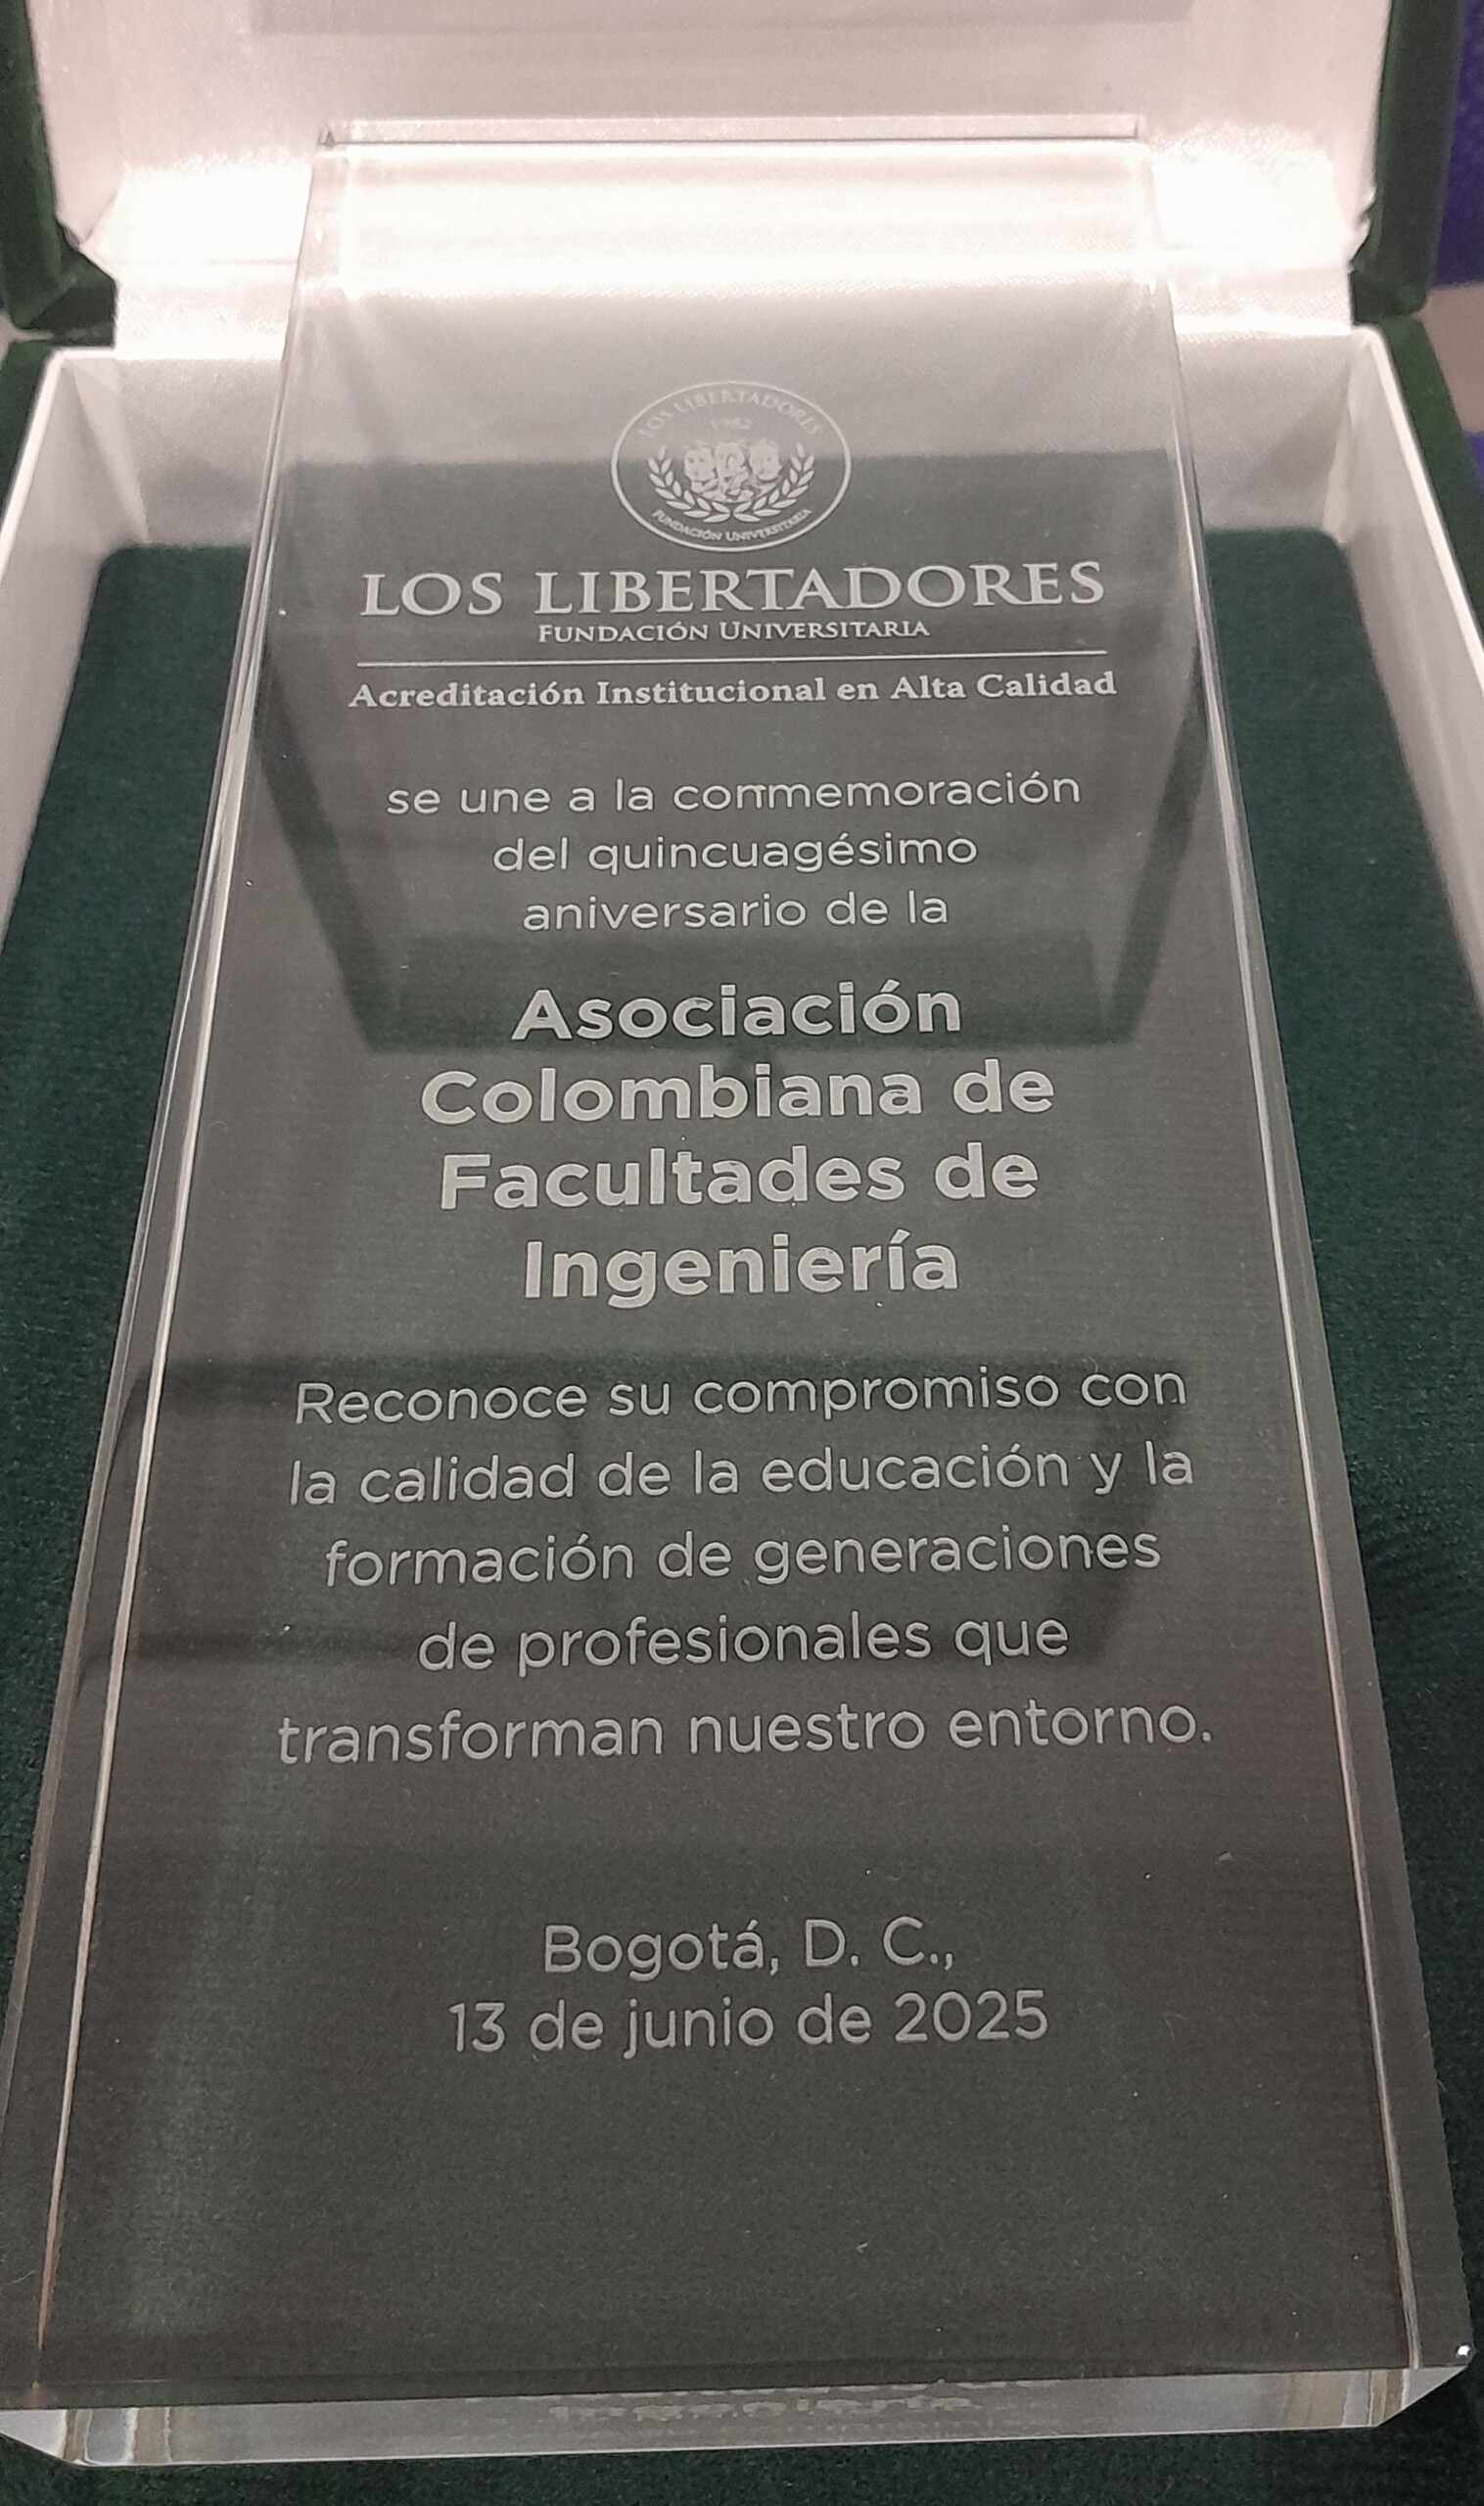 LOS LIBERTADORES
1982
FUNDACIÓN UNIVERSITARIA
LOS LIBERTADORES
FUNDACIÓN UNIVERSITARIA
Acreditación Institucional en Alta Calidad
se une a la conmemoración
del quincuagésimo
aniversario de la
Asociación
Colombiana de
Facultades de
Ingeniería
Reconoce su compromiso con
la calidad de la educación y la
formación de generaciones
de profesionales que
transforman nuestro entorno.
Bogotá, D. C.,
13 de junio de 2025